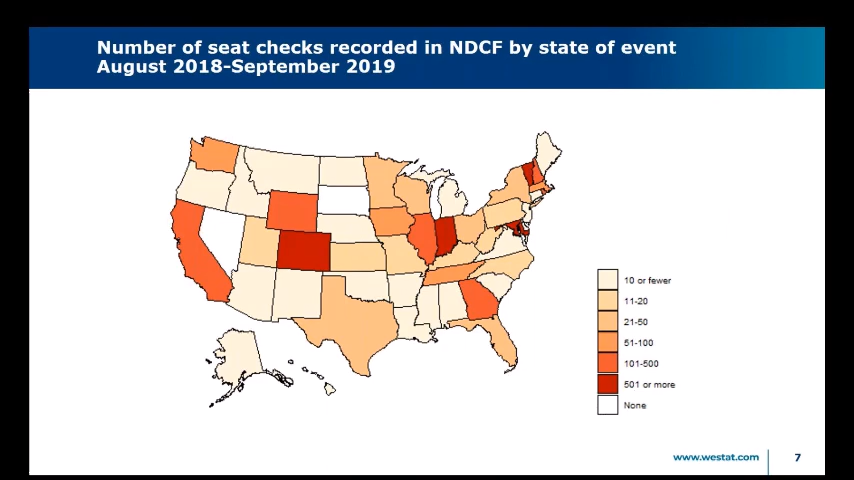 Number of seat checks recorded in NDCF by state of event
August 2018-September 2019
10 or fewer
11-20
21-50
51-100
101-500
501 or more
None
www.westat.com
7